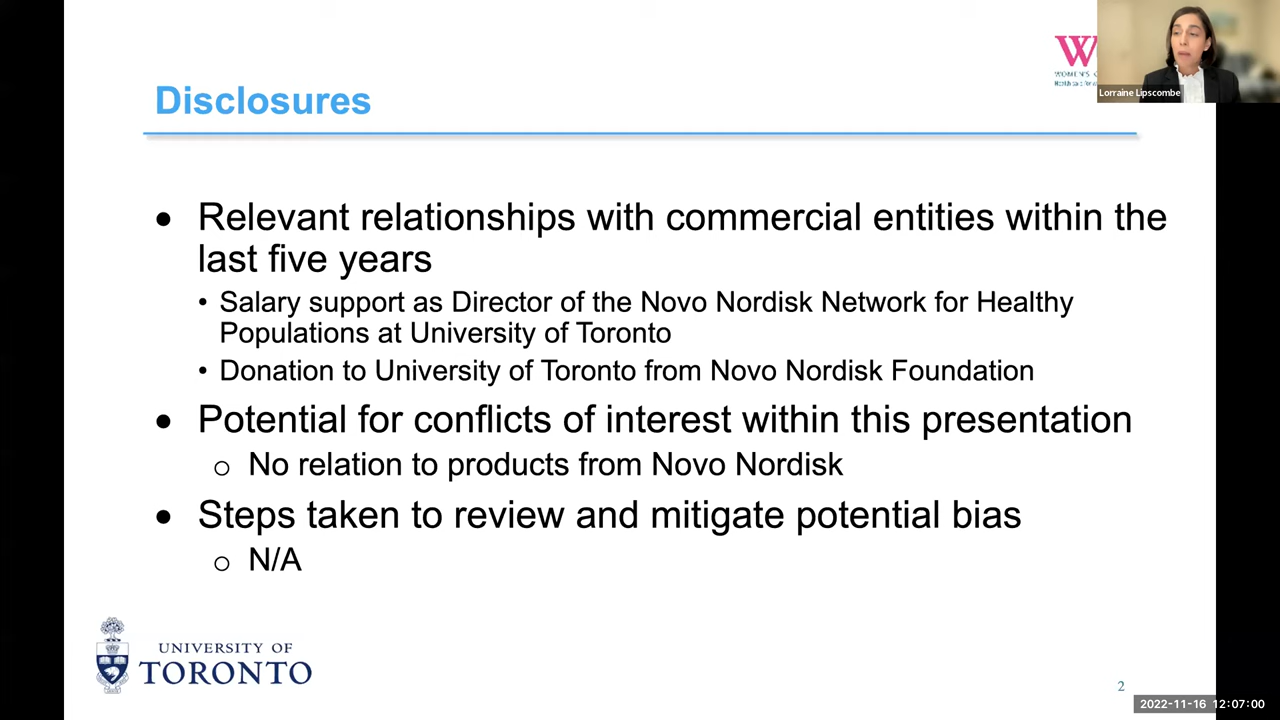 W
WOMEN'S
Lorraine Lipscombe
Disclosures
• Relevant relationships with commercial entities within the
last five years
• Salary support as Director of the Novo Nordisk Network for Healthy
Populations at University of Toronto
• Donation to University of Toronto from Novo Nordisk Foundation
• Potential for conflicts of interest within this presentation
o No relation to products from Novo Nordisk
• Steps taken to review and mitigate potential bias
o N/A
UNIVERSITY OF
TORONTO
2
2022-11-16 12:07:00